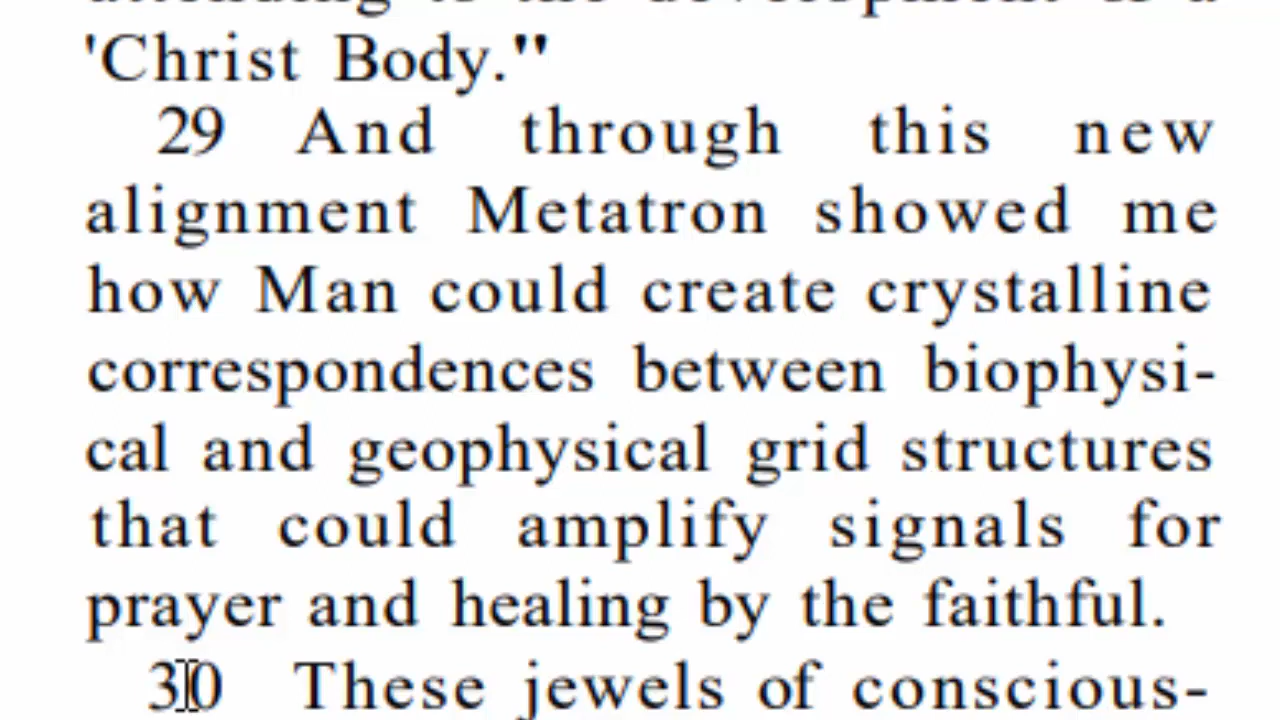 'Christ Body."
29 And through this new
alignment Metatron showed me
how Man could create crystalline
correspondences between biophysi-
cal and geophysical grid structures
that could amplify signals for
prayer and healing by the faithful.
30 These jewels of conscious-